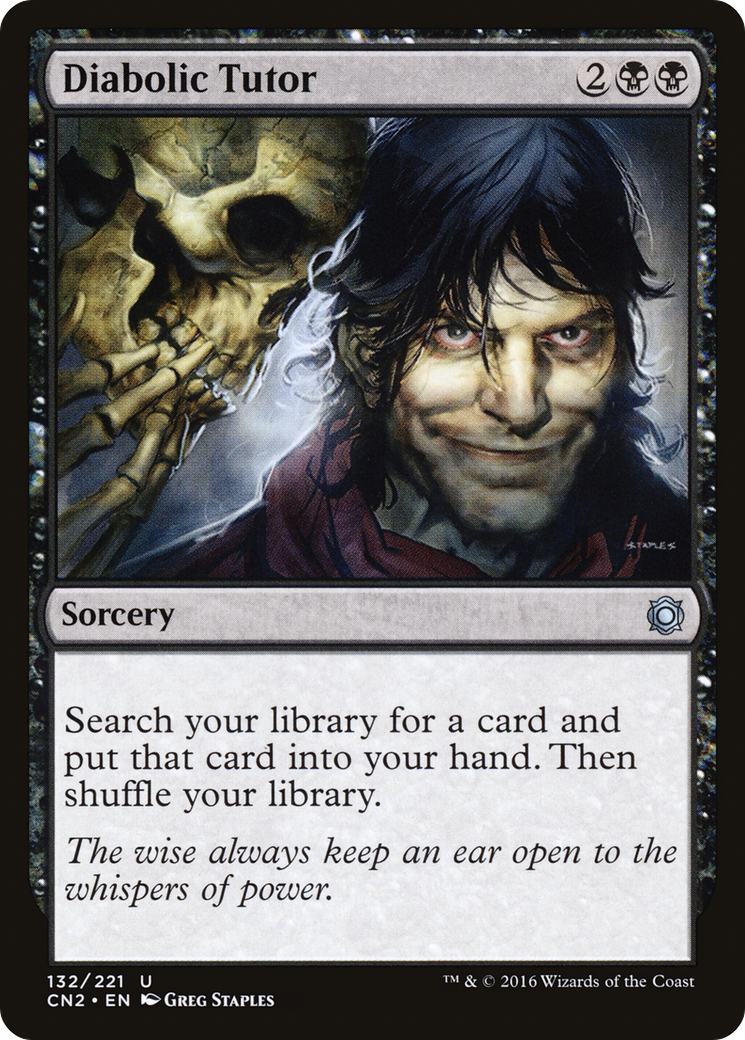 Diabolic Tutor 2
STAPLES
Sorcery
Search your library for a card and
put that card into your hand. Then
shuffle your library.
The wise always keep an ear open to the
whispers of power.
132/221 U
CN2 • EN Greg Staples
™ & © 2016 Wizards of the Coast